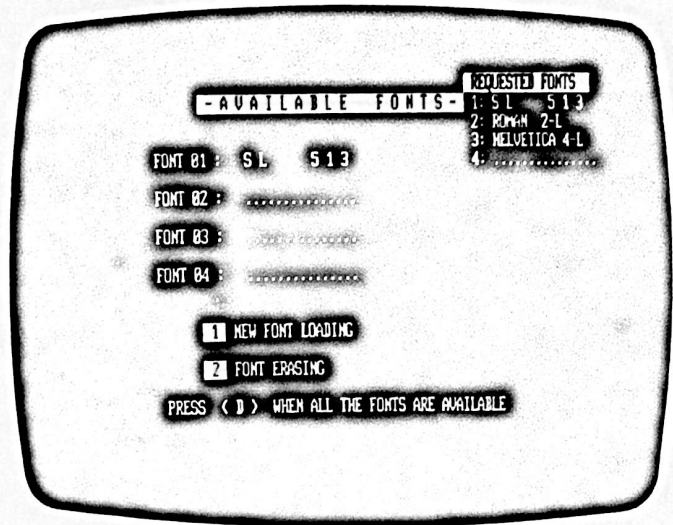 REQUESTED FONTS
1: S L 5 1 3
2: ROMAN 2-L
3: HELVETICA 4-L
4: ...............
-AVAILABLE FONTS-
FONT 01 : S L 5 1 3
FONT 02 : ...............
FONT 03 : ...............
FONT 04 : ...............
1 NEW FONT LOADING
2 FONT ERASING
PRESS < D > WHEN ALL THE FONTS ARE AVAILABLE